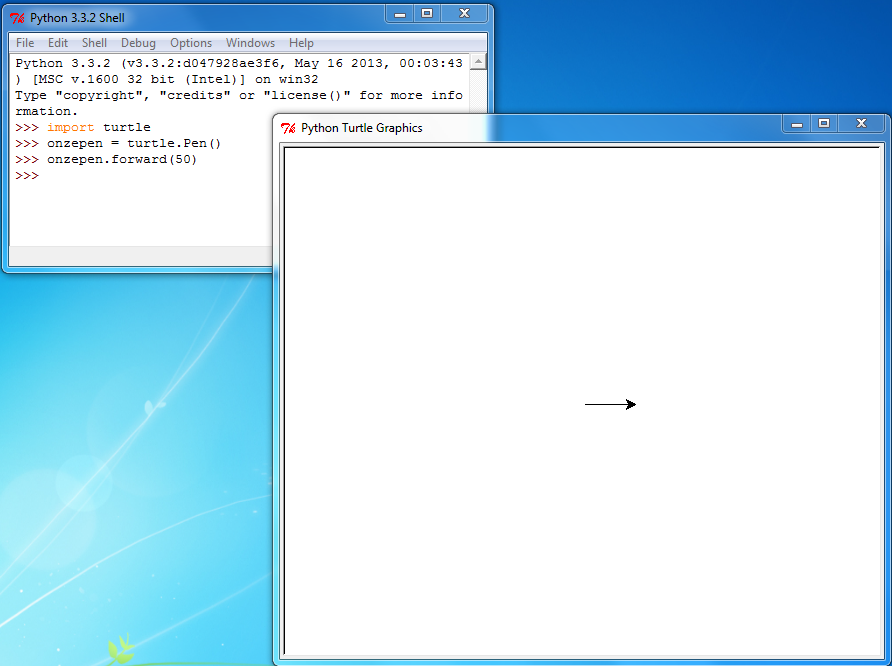 Python 3.3.2 Shell
File Edit Shell Debug Options Windows Help
Python 3.3.2 (v3.3.2:d047928ae3f6, May 16 2013, 00:03:43
) [MSC v.1600 32 bit (Intel)] on win32
Type "copyright", "credits" or "license()" for more info
rmation.
>>> import turtle
>>> onzepen = turtle.Pen()
>>> onzepen.forward(50)
>>>
Python Turtle Graphics